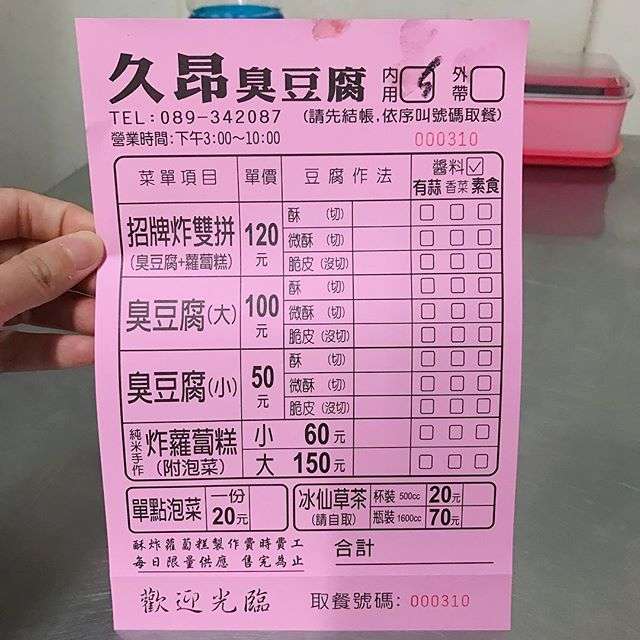 久昂臭豆腐 內用 5 外帶
TEL:089-342087 (請先結帳,依序叫號碼取餐)
營業時間:下午3:00~10:00 000310
菜單項目 單價 豆腐作法 醬料
有蒜 香菜 素食
招牌炸雙拼 (臭豆腐+蘿蔔糕) 120元
酥 (切)
微酥 (切)
脆皮 (沒切)
臭豆腐(大) 100元
酥 (切)
微酥 (切)
脆皮 (沒切)
臭豆腐(小) 50元
酥 (切)
微酥 (切)
脆皮 (沒切)
純米手作 炸蘿蔔糕 (附泡菜)
小 60元
大 150元
單點泡菜 一份 20元
冰仙草茶 (請自取)
杯裝 500cc 20元
瓶裝 1600cc 70元
酥炸蘿蔔糕製作費時費工
每日限量供應 售完為止
合計
歡迎光臨 取餐號碼: 000310